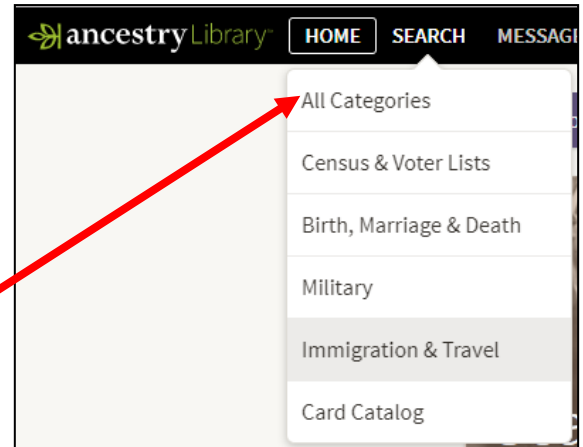 ancestryLibrary HOME SEARCH
All Categories
Census & Voter Lists
Birth, Marriage & Death
Military
Immigration & Travel
Card Catalog